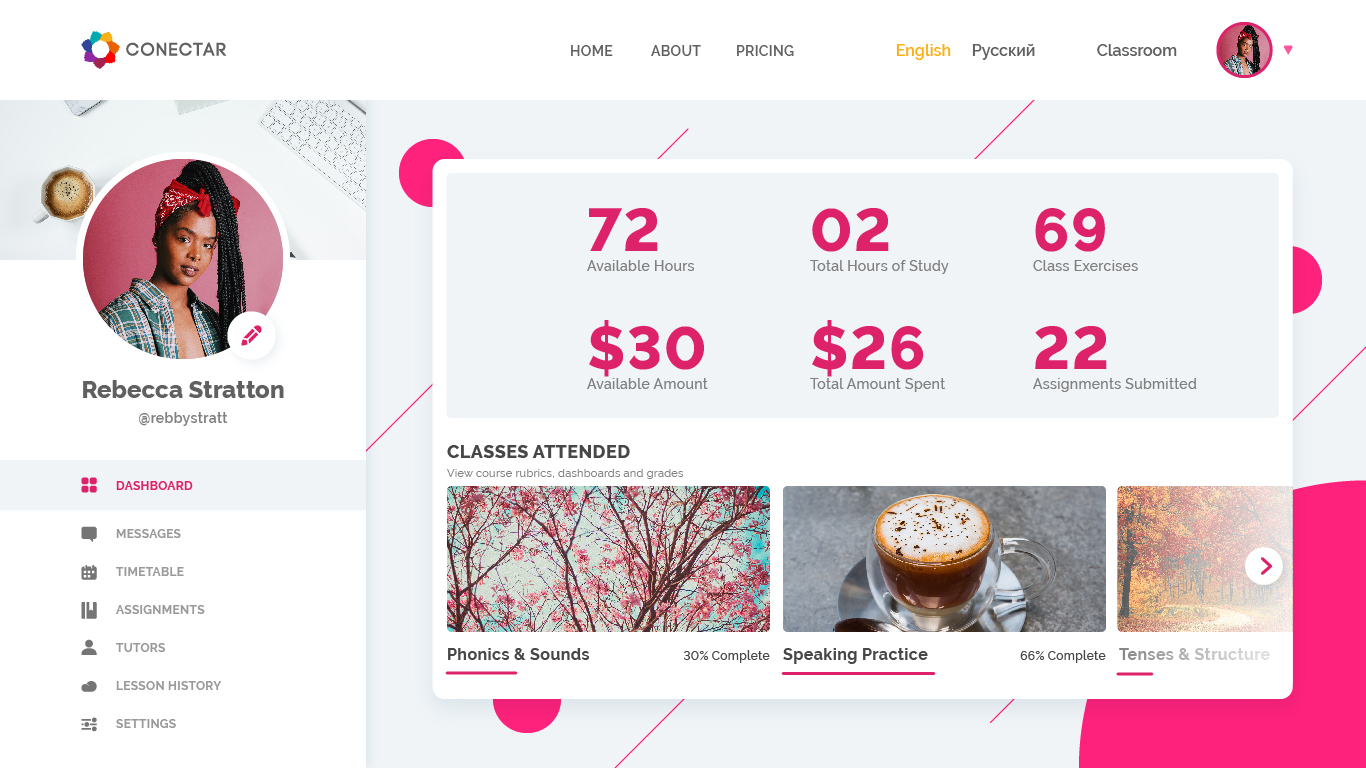 CONECTAR
HOME
ABOUT
PRICING
English
Русский
Classroom
Rebecca Stratton
@rebbystratt
DASHBOARD
MESSAGES
TIMETABLE
ASSIGNMENTS
TUTORS
LESSON HISTORY
SETTINGS
72
Available Hours
02
Total Hours of Study
69
Class Exercises
$30
Available Amount
$26
Total Amount Spent
22
Assignments Submitted
CLASSES ATTENDED
View course rubrics, dashboards and grades
Phonics & Sounds
30% Complete
Speaking Practice
66% Complete
Tenses & Structure